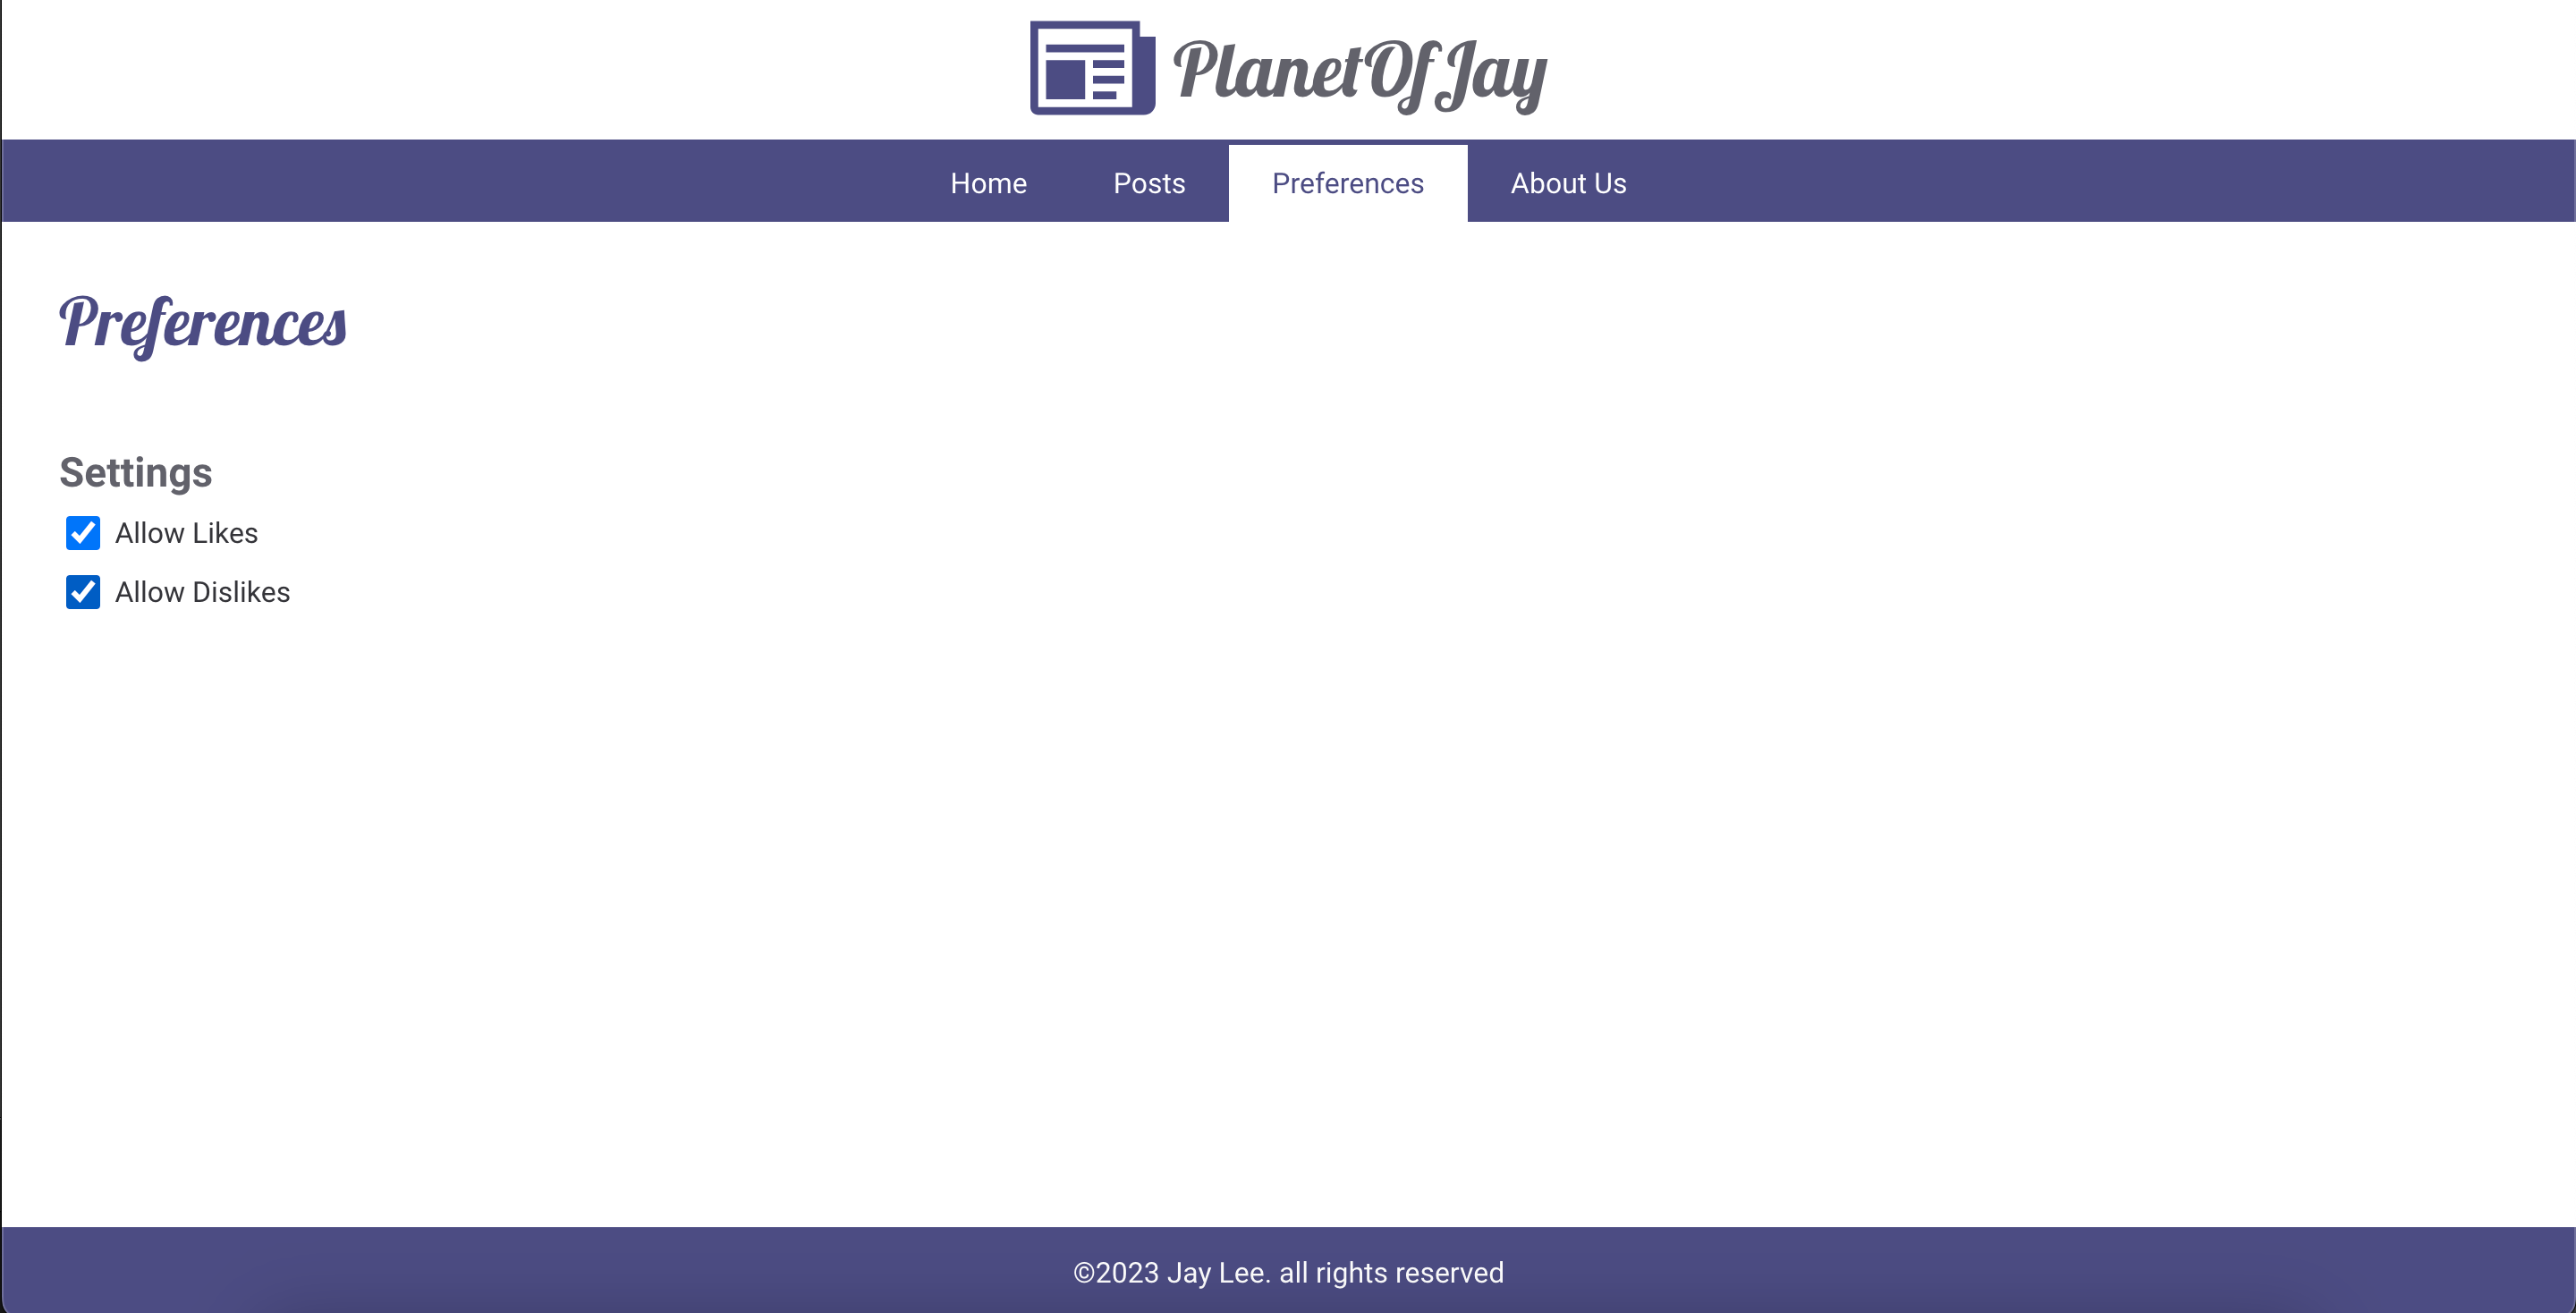 PlanetOfJay
Home Posts Preferences About Us
Preferences
Settings
Allow Likes
Allow Dislikes
©2023 Jay Lee. all rights reserved